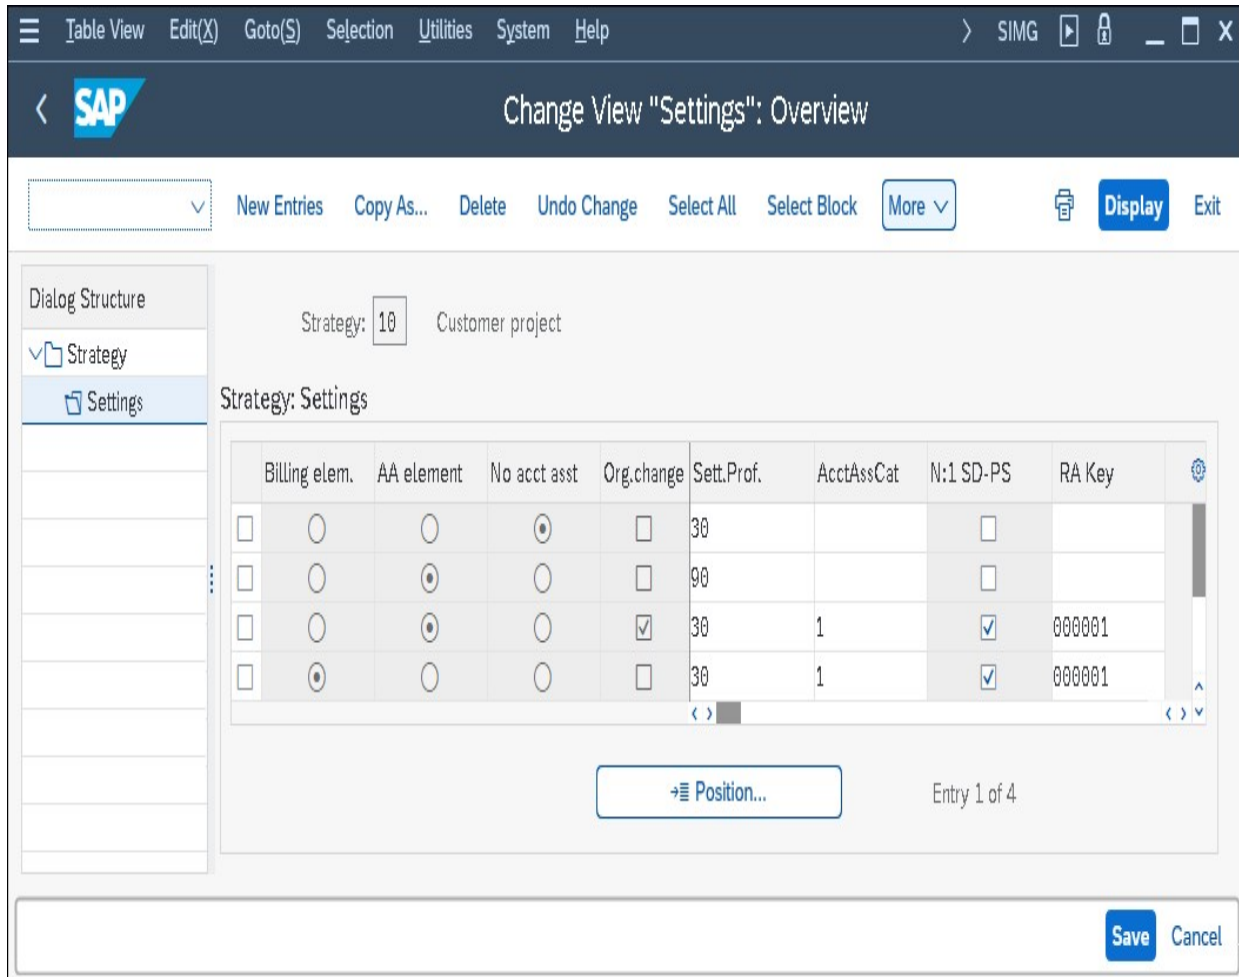 Table View Edit(X) Goto(S) Selection Utilities System Help SIMG
SAP Change View "Settings": Overview
New Entries Copy As... Delete Undo Change Select All Select Block More Display Exit
Dialog Structure
Strategy
Settings
Strategy: 10 Customer project
Strategy: Settings
Billing elem. AA element No acct asst Org.change Sett.Prof. AcctAssCat N:1 SD-PS RA Key
30
90
30 1 000001
30 1 000001
Position... Entry 1 of 4
Save Cancel